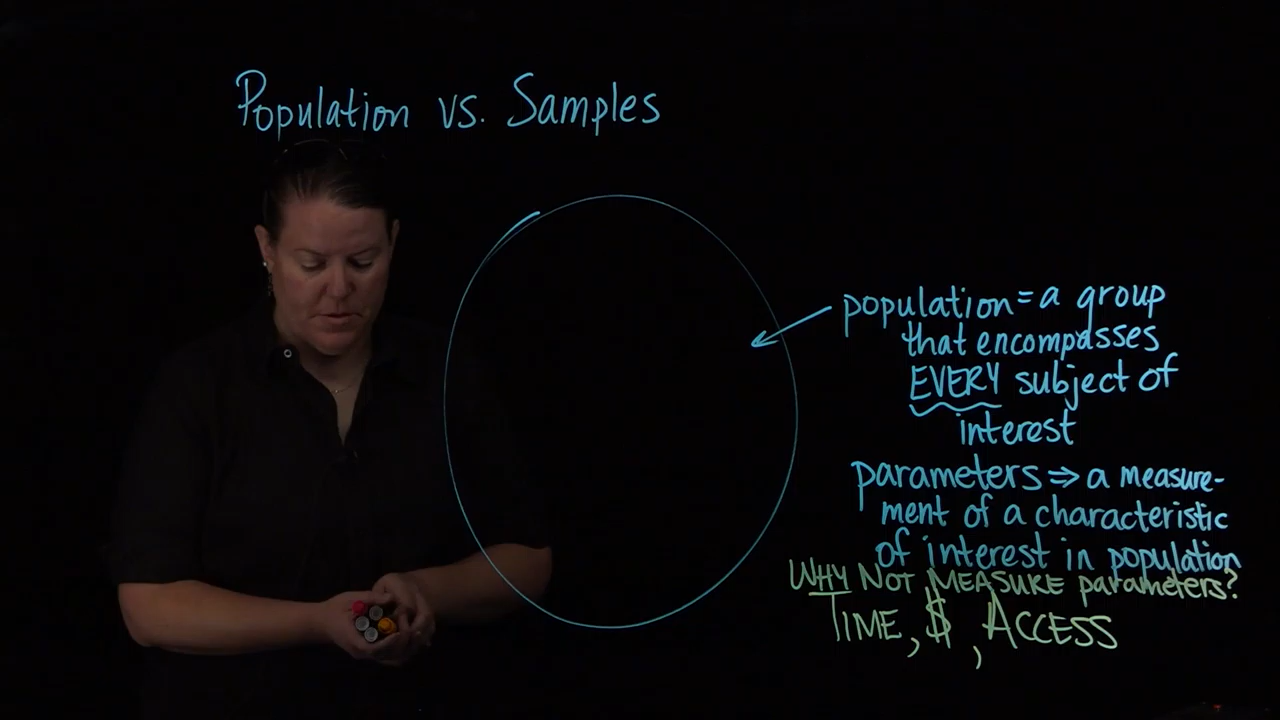 Population vs. Samples
population = a group
that encompasses
EVERY subject of
interest
parameters ⇒ a measure-
ment of a characteristic
of interest in population
WHY NOT MEASURE parameters?
TIME, $, ACCESS